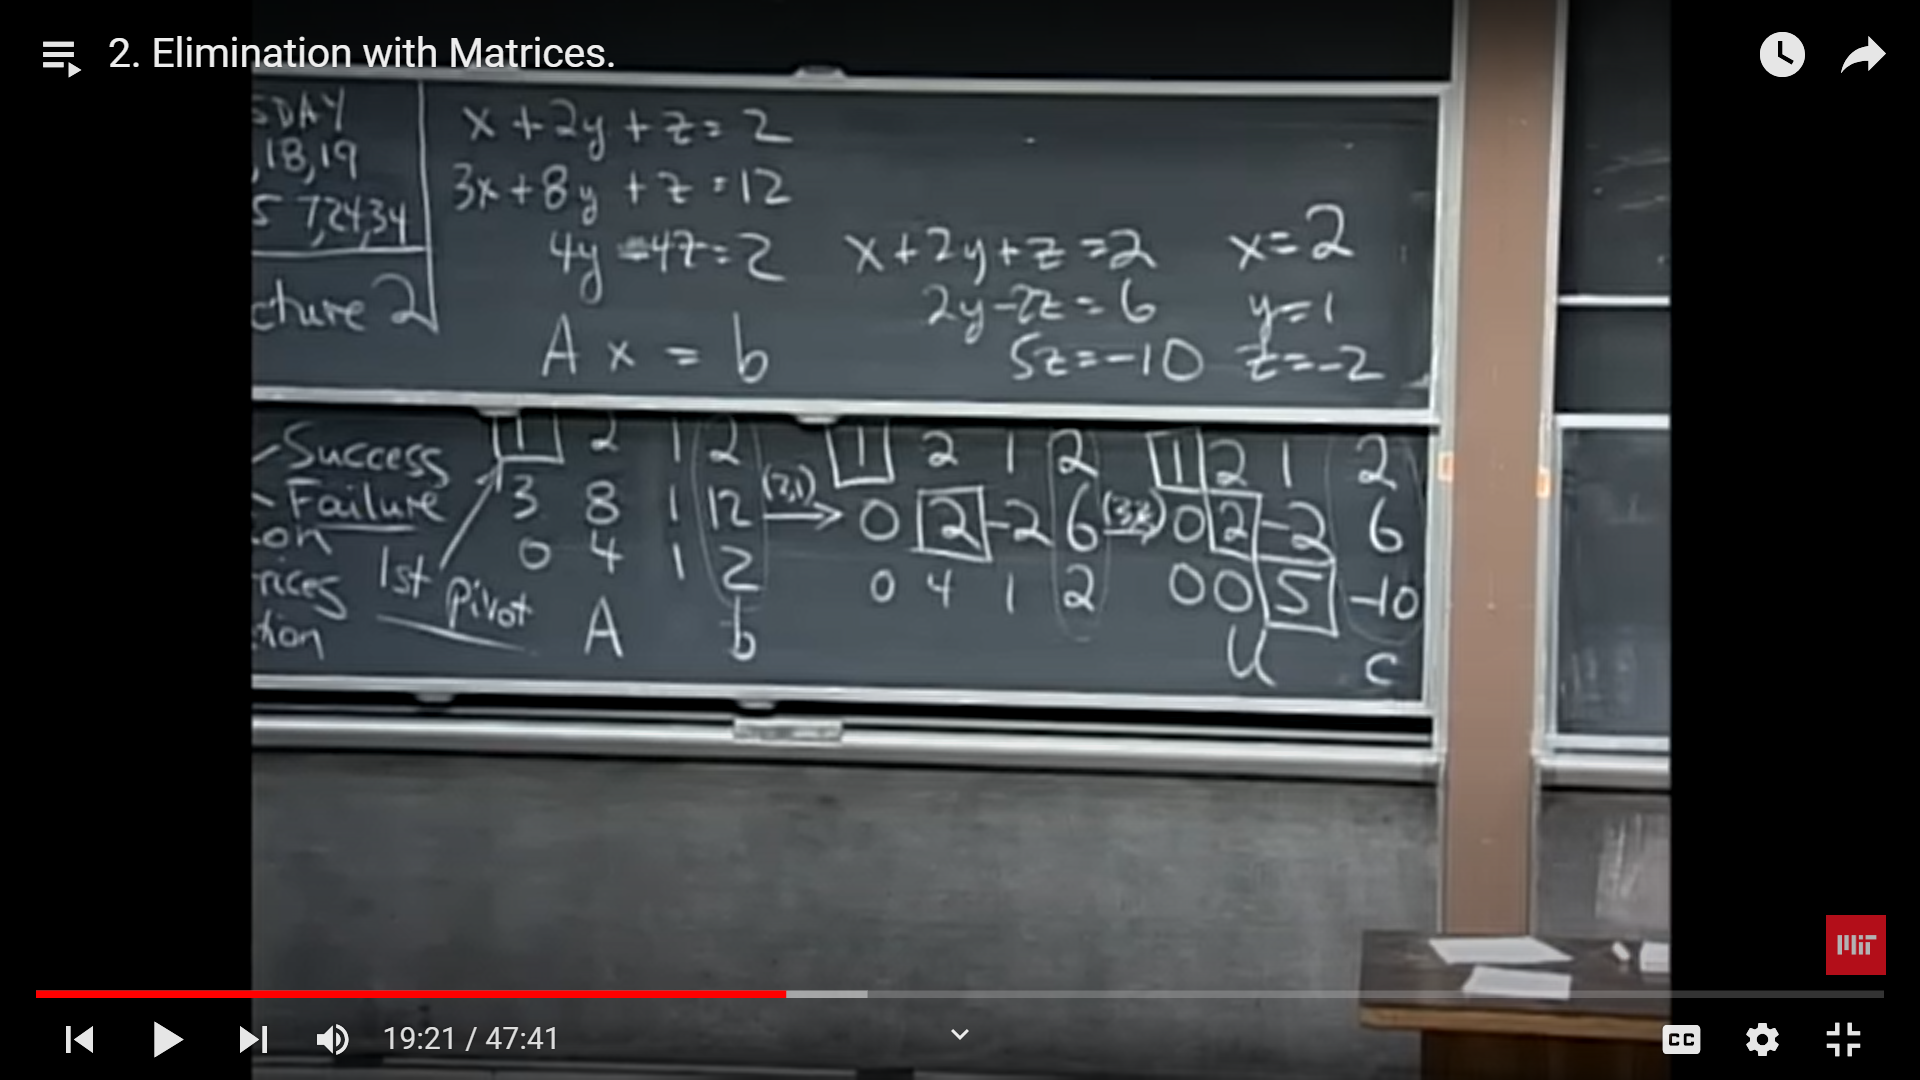 2. Elimination with Matrices.
SDAY
,18,19
5 7,24,34
cture 2
x + 2y + z = 2
3x + 8y + z = 12
4y = 2
A x = b
x + 2y + z = 2
2y - 2z = 6
5z = -10
x = 2
y = 1
z = -2
Success
Failure
on
rices
tion
1st pivot
1 2 1 2
3 8 1 12
0 4 1 2
A b
(2,1)
1 2 1 2
0 2 -2 6
0 4 1 2
1 2 1 2
0 2 -2 6
0 0 5 -10
U c
MIT
19:21 / 47:41
CC